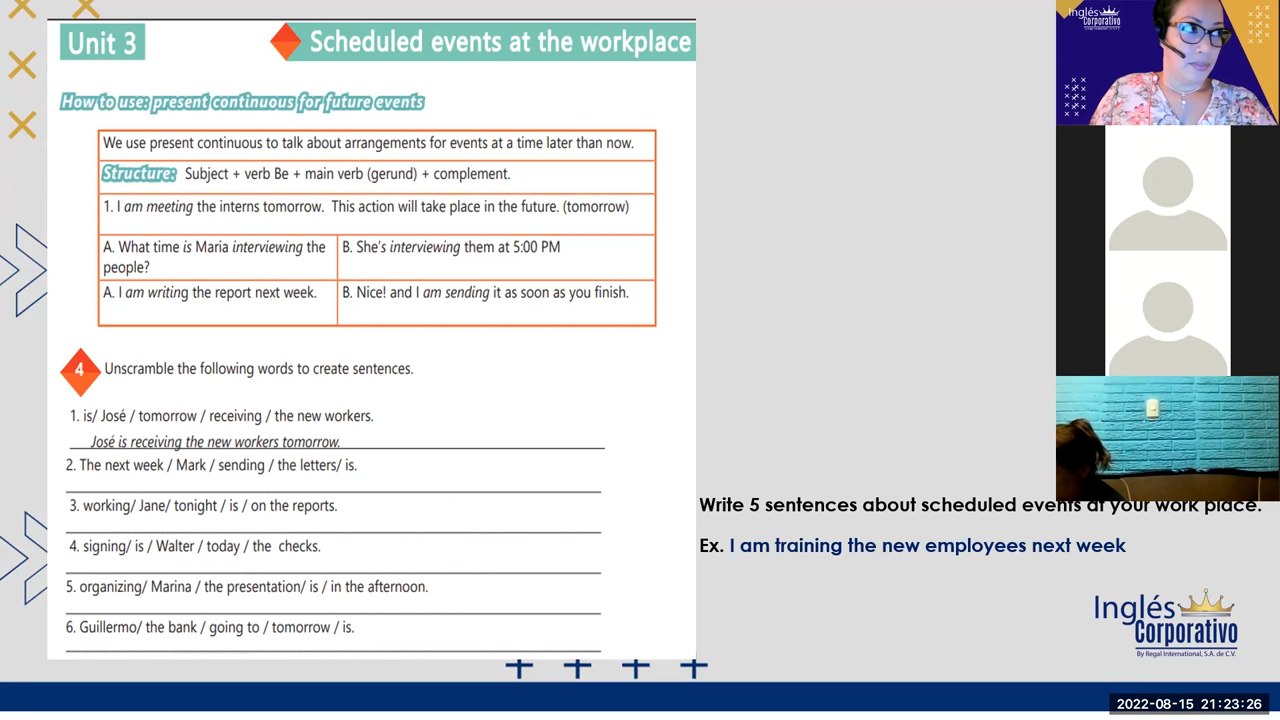 Unit 3
Scheduled events at the workplace
How to use: present continuous for future events
We use present continuous to talk about arrangements for events at a time later than now.
Structure: Subject + verb Be + main verb (gerund) + complement.
1. I am meeting the interns tomorrow. This action will take place in the future. (tomorrow)
A. What time is Maria interviewing the people?
B. She's interviewing them at 5:00 PM
A. I am writing the report next week.
B. Nice! and I am sending it as soon as you finish.
4 Unscramble the following words to create sentences.
1. is/ José / tomorrow / receiving / the new workers.
José is receiving the new workers tomorrow.
2. The next week / Mark / sending / the letters/ is.
3. working/ Jane/ tonight / is / on the reports.
4. signing/ is / Walter / today / the checks.
5. organizing/ Marina / the presentation/ is / in the afternoon.
6. Guillermo/ the bank / going to / tomorrow / is.
Write 5 sentences about scheduled events at your work place.
Ex. I am training the new employees next week
Inglés
Corporativo
By Regal International, S.A. de C.V.
Inglés
Corporativo
2022-08-15 21:23:26